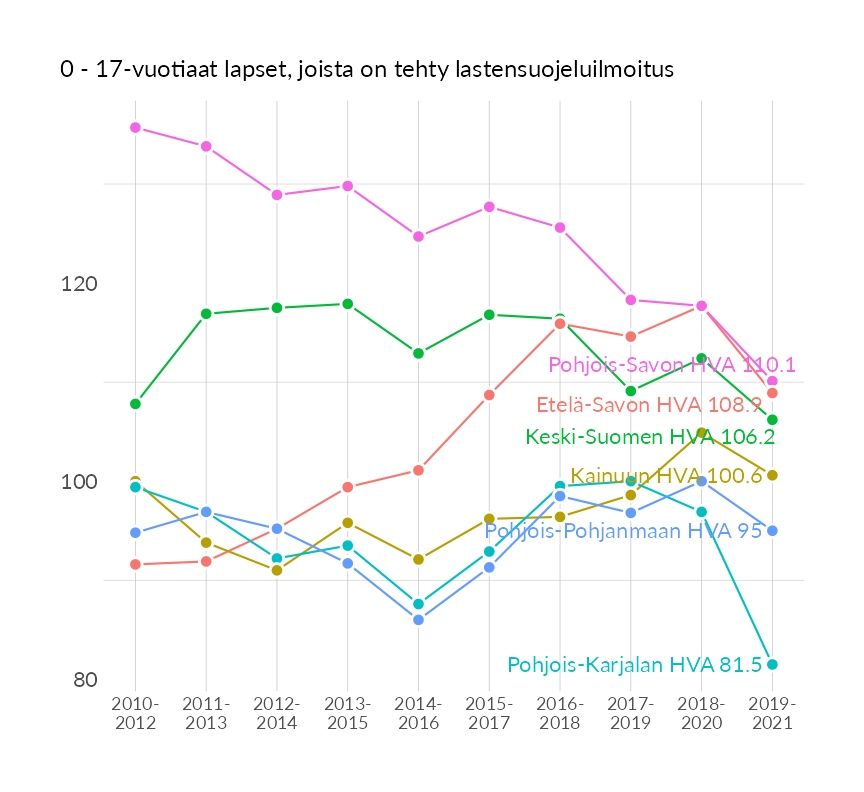 0 - 17-vuotiaat lapset, joista on tehty lastensuojeluilmoitus
120
100
80
Pohjois-Savon HVA 110.1
Etelä-Savon HVA 108.9
Keski-Suomen HVA 106.2
Kainuun HVA 100.6
Pohjois-Pohjanmaan HVA 95
Pohjois-Karjalan HVA 81.5
2010-2012
2011-2013
2012-2014
2013-2015
2014-2016
2015-2017
2016-2018
2017-2019
2018-2020
2019-2021